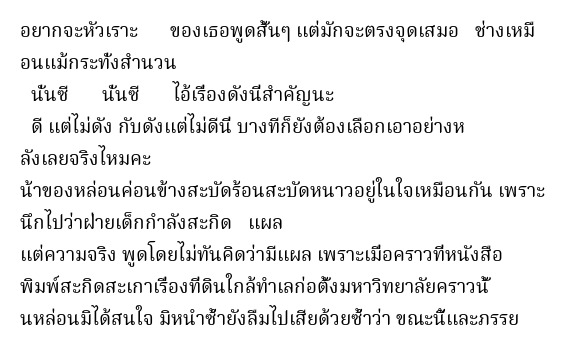 อยากจะหัวเราะ ของเธอพูดสั้นๆ แต่มักจะตรงจุดเสมอ ช่างเหมื
อนแม้กระทั่งสำนวน
นั่นซี นั่นซี ไอ้เรื่องดังนี่สำคัญนะ
ดี แต่ไม่ดัง กับดังแต่ไม่ดีนี่ บางทีก็ยังต้องเลือกเอาอย่างห
ลังเลยจริงไหมคะ
น้าของหล่อนค่อนข้างสะบัดร้อนสะบัดหนาวอยู่ในใจเหมือนกัน เพราะ
นึกไปว่าฝ่ายเด็กกำลังสะกิด แผล
แต่ความจริง พูดโดยไม่ทันคิดว่ามีแผล เพราะเมื่อคราวที่หนังสือ
พิมพ์สะกิดสะเกาเรื่องที่ดินใกล้ทำเลก่อตั้งมหาวิทยาลัยคราวนั้
นหล่อนมิได้สนใจ มิหนำซ้ำยังลืมไปเสียด้วยซ้ำว่า ขณะนี้และภรรย